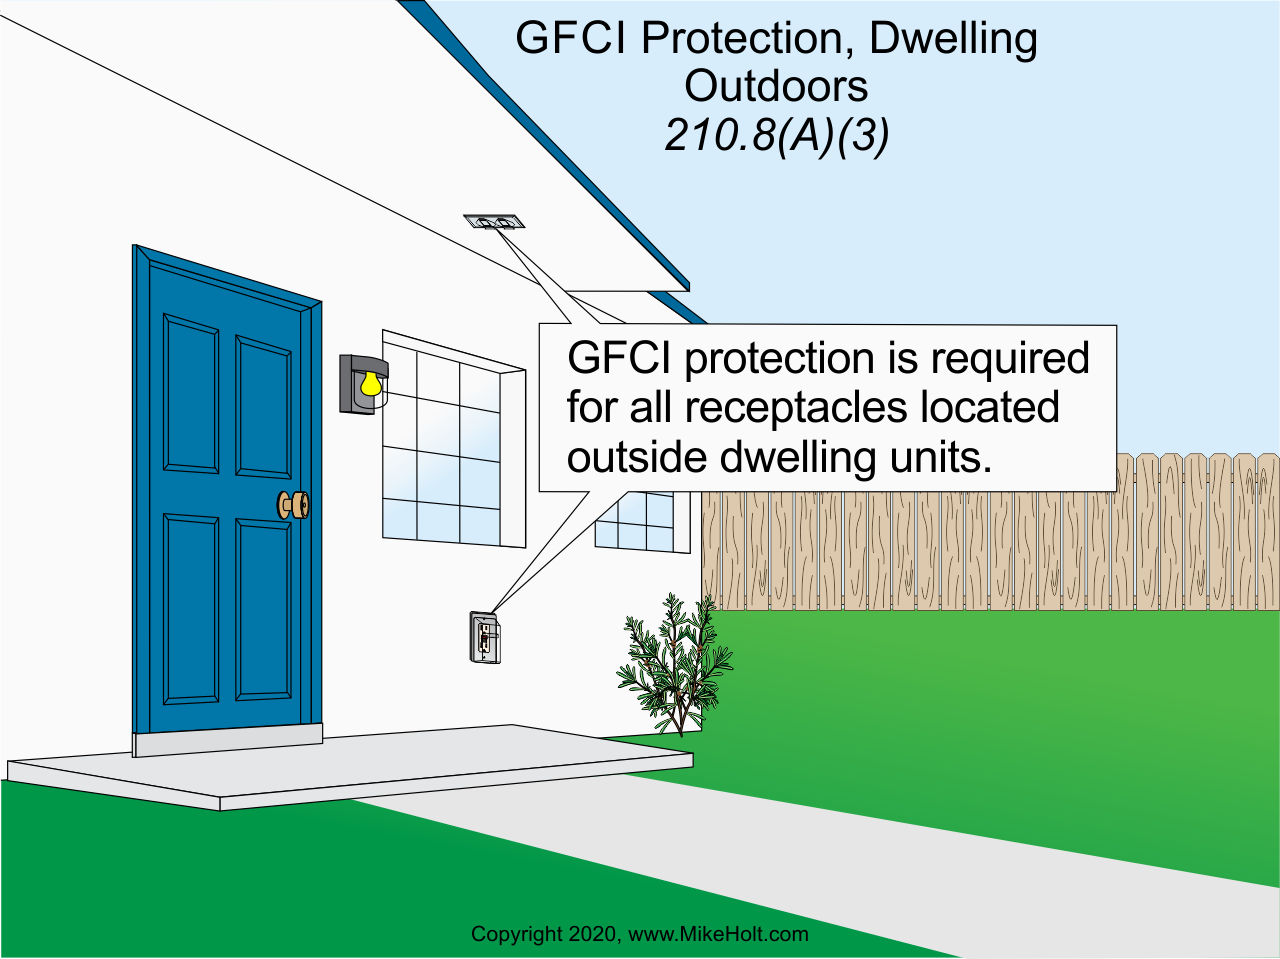 GFCI Protection, Dwelling
Outdoors
210.8(A)(3)
GFCI protection is required
for all receptacles located
outside dwelling units.
Copyright 2020, www.MikeHolt.com